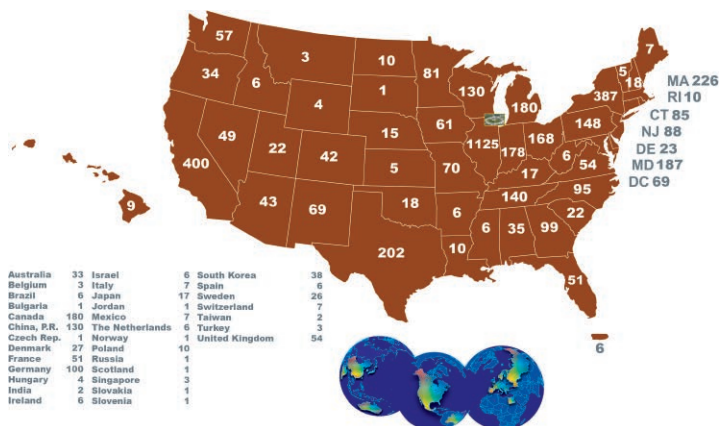 57
3
10
81
7
5
18
387
MA 226
RI 10
34
6
1
130
180
CT 85
4
148
NJ 88
61
168
DE 23
49
15
1125
178
6
54
MD 187
400
22
42
5
70
17
DC 69
140
95
9
43
69
18
6
22
6
35
99
202
10
51
6
Australia 33 Israel 6 South Korea 38
Belgium 3 Italy 7 Spain 6
Brazil 6 Japan 17 Sweden 26
Bulgaria 1 Jordan 1 Switzerland 7
Canada 180 Mexico 7 Taiwan 2
China, P.R. 130 The Netherlands 6 Turkey 3
Czech Rep. 1 Norway 1 United Kingdom 54
Denmark 27 Poland 10
France 51 Russia 1
Germany 100 Scotland 1
Hungary 4 Singapore 3
India 2 Slovakia 1
Ireland 6 Slovenia 1